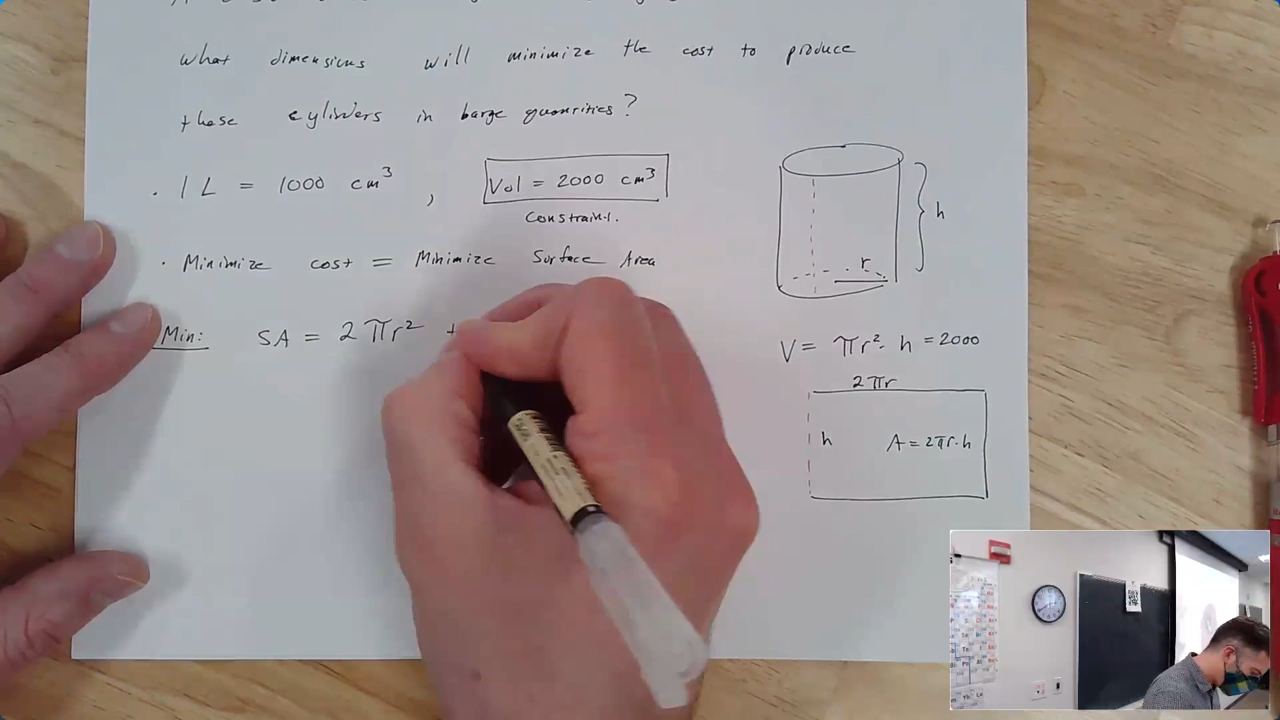 what dimensions will minimize the cost to produce
these cylinders in large quantities?
· 1 L = 1000 cm³ , Vol = 2000 cm³
constraint.
· Minimize cost = Minimize Surface Area
Min: SA = 2πr² +
h
r
V = πr²· h = 2000
2πr
h A = 2πr·h